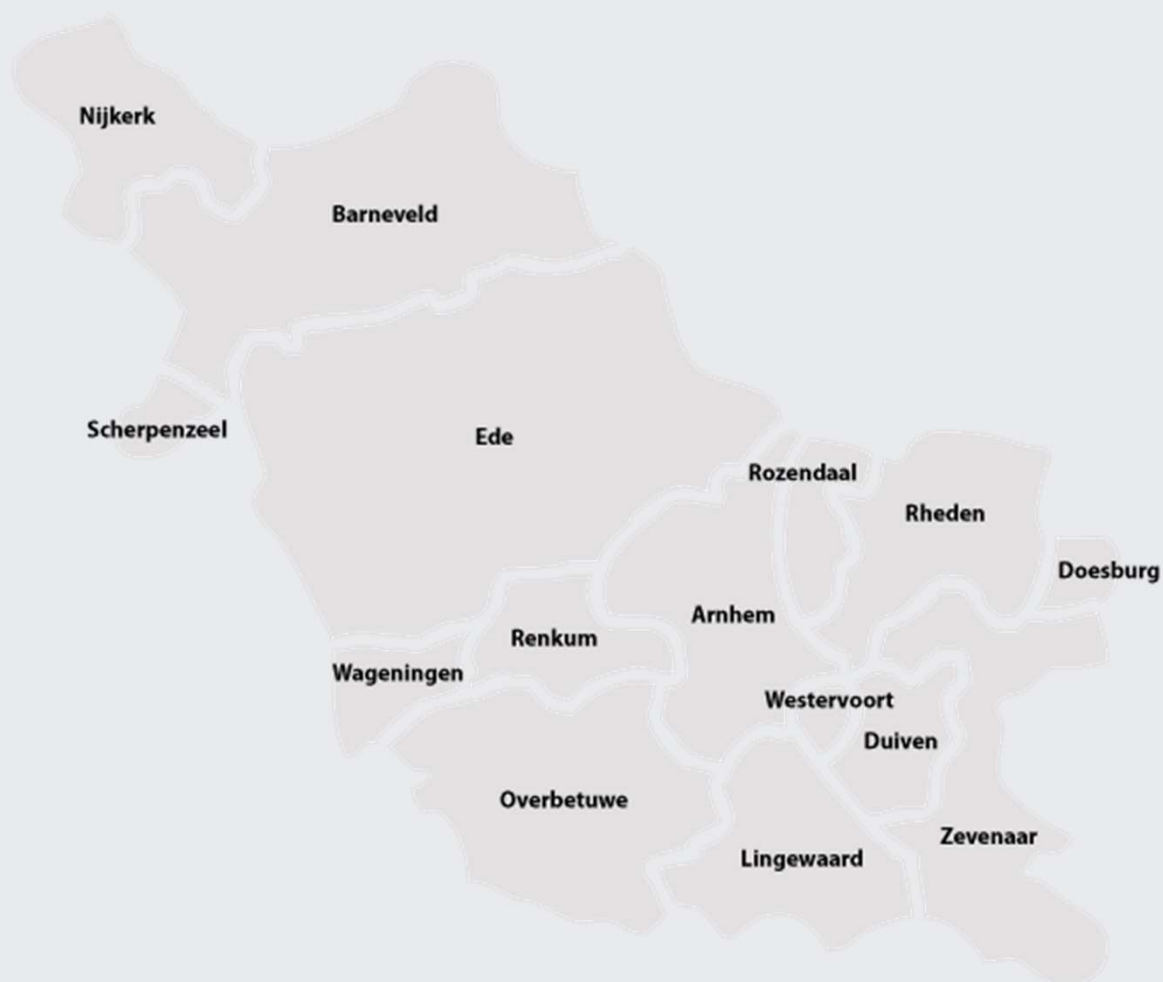 Nijkerk
Barneveld
Scherpenzeel
Ede
Rozendaal
Rheden
Doesburg
Arnhem
Renkum
Wageningen
Westervoort
Duiven
Overbetuwe
Zevenaar
Lingewaard